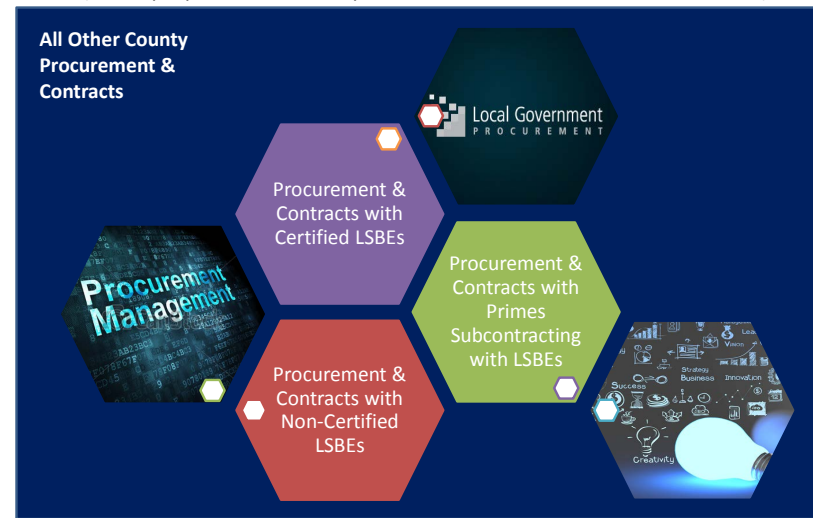 All Other County
Procurement &
Contracts
Local Government
PROCUREMENT
Procurement &
Contracts with
Certified LSBEs
Procurement
Management
Procurement &
Contracts with
Primes
Subcontracting
with LSBEs
Procurement &
Contracts with
Non-Certified
LSBEs
Strategy
Business
Innovation
Success
Creativity